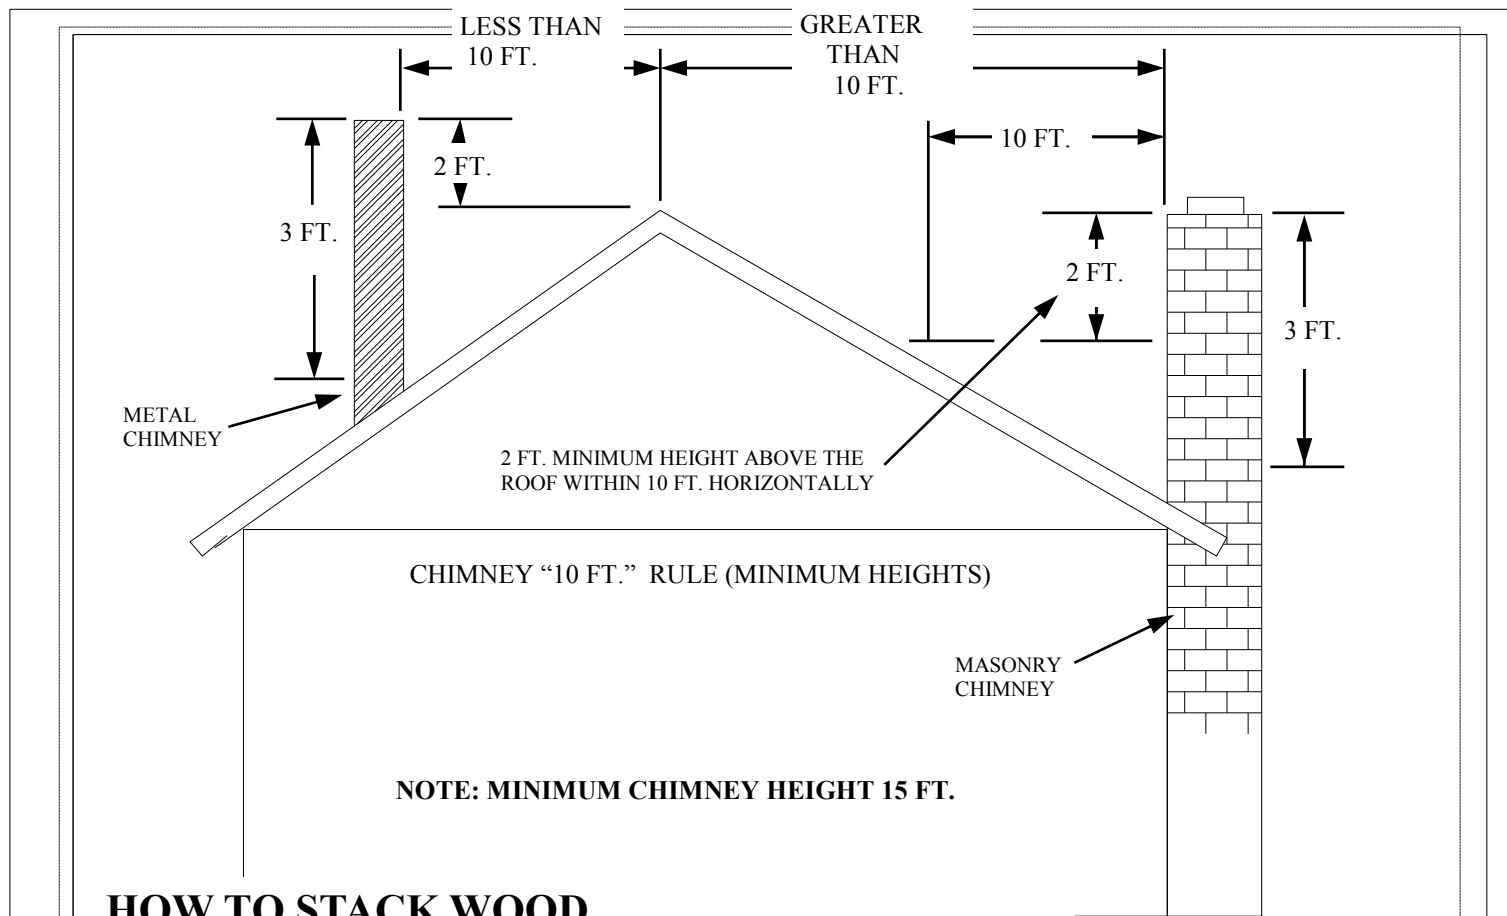 LESS THAN
10 FT.
GREATER
THAN
10 FT.
10 FT.
2 FT.
3 FT.
2 FT.
3 FT.
METAL
CHIMNEY
2 FT. MINIMUM HEIGHT ABOVE THE
ROOF WITHIN 10 FT. HORIZONTALLY
CHIMNEY “10 FT.” RULE (MINIMUM HEIGHTS)
MASONRY
CHIMNEY
NOTE: MINIMUM CHIMNEY HEIGHT 15 FT.
HOW TO STACK WOOD